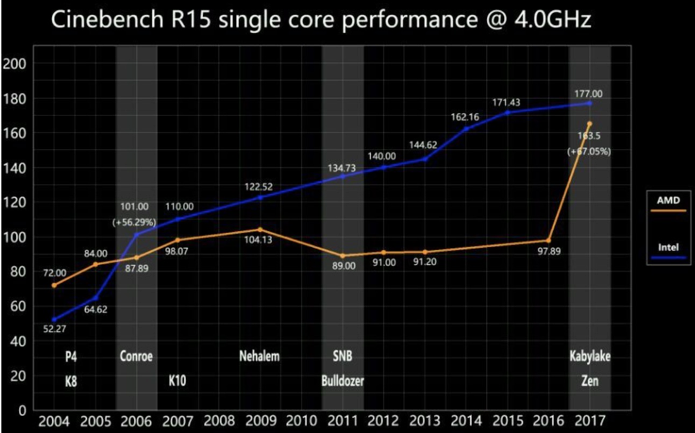 Cinebench R15 single core performance @ 4.0GHz
200
180
177.00
171.43
162.16
163.5
160
(+67.05%)
144.62
140.00
140
134.73
122.52
120
101.00
110.00
(+56.29%)
100
84.00
87.89
98.07
104.13
97.89
80
72.00
89.00
91.00
91.20
60
64.62
52.27
40
P4
Conroe
Nehalem
SNB
Kabylake
20
K8
K10
Bulldozer
Zen
0
2004 2005 2006 2007 2008 2009 2010 2011 2012 2013 2014 2015 2016 2017
AMD
Intel